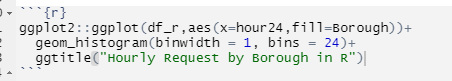 ```{r}
ggplot2::ggplot(df_r,aes(x=hour24,fill=Borough))+
geom_histogram(binwidth = 1, bins = 24)+
ggtitle("Hourly Request by Borough in R")
```